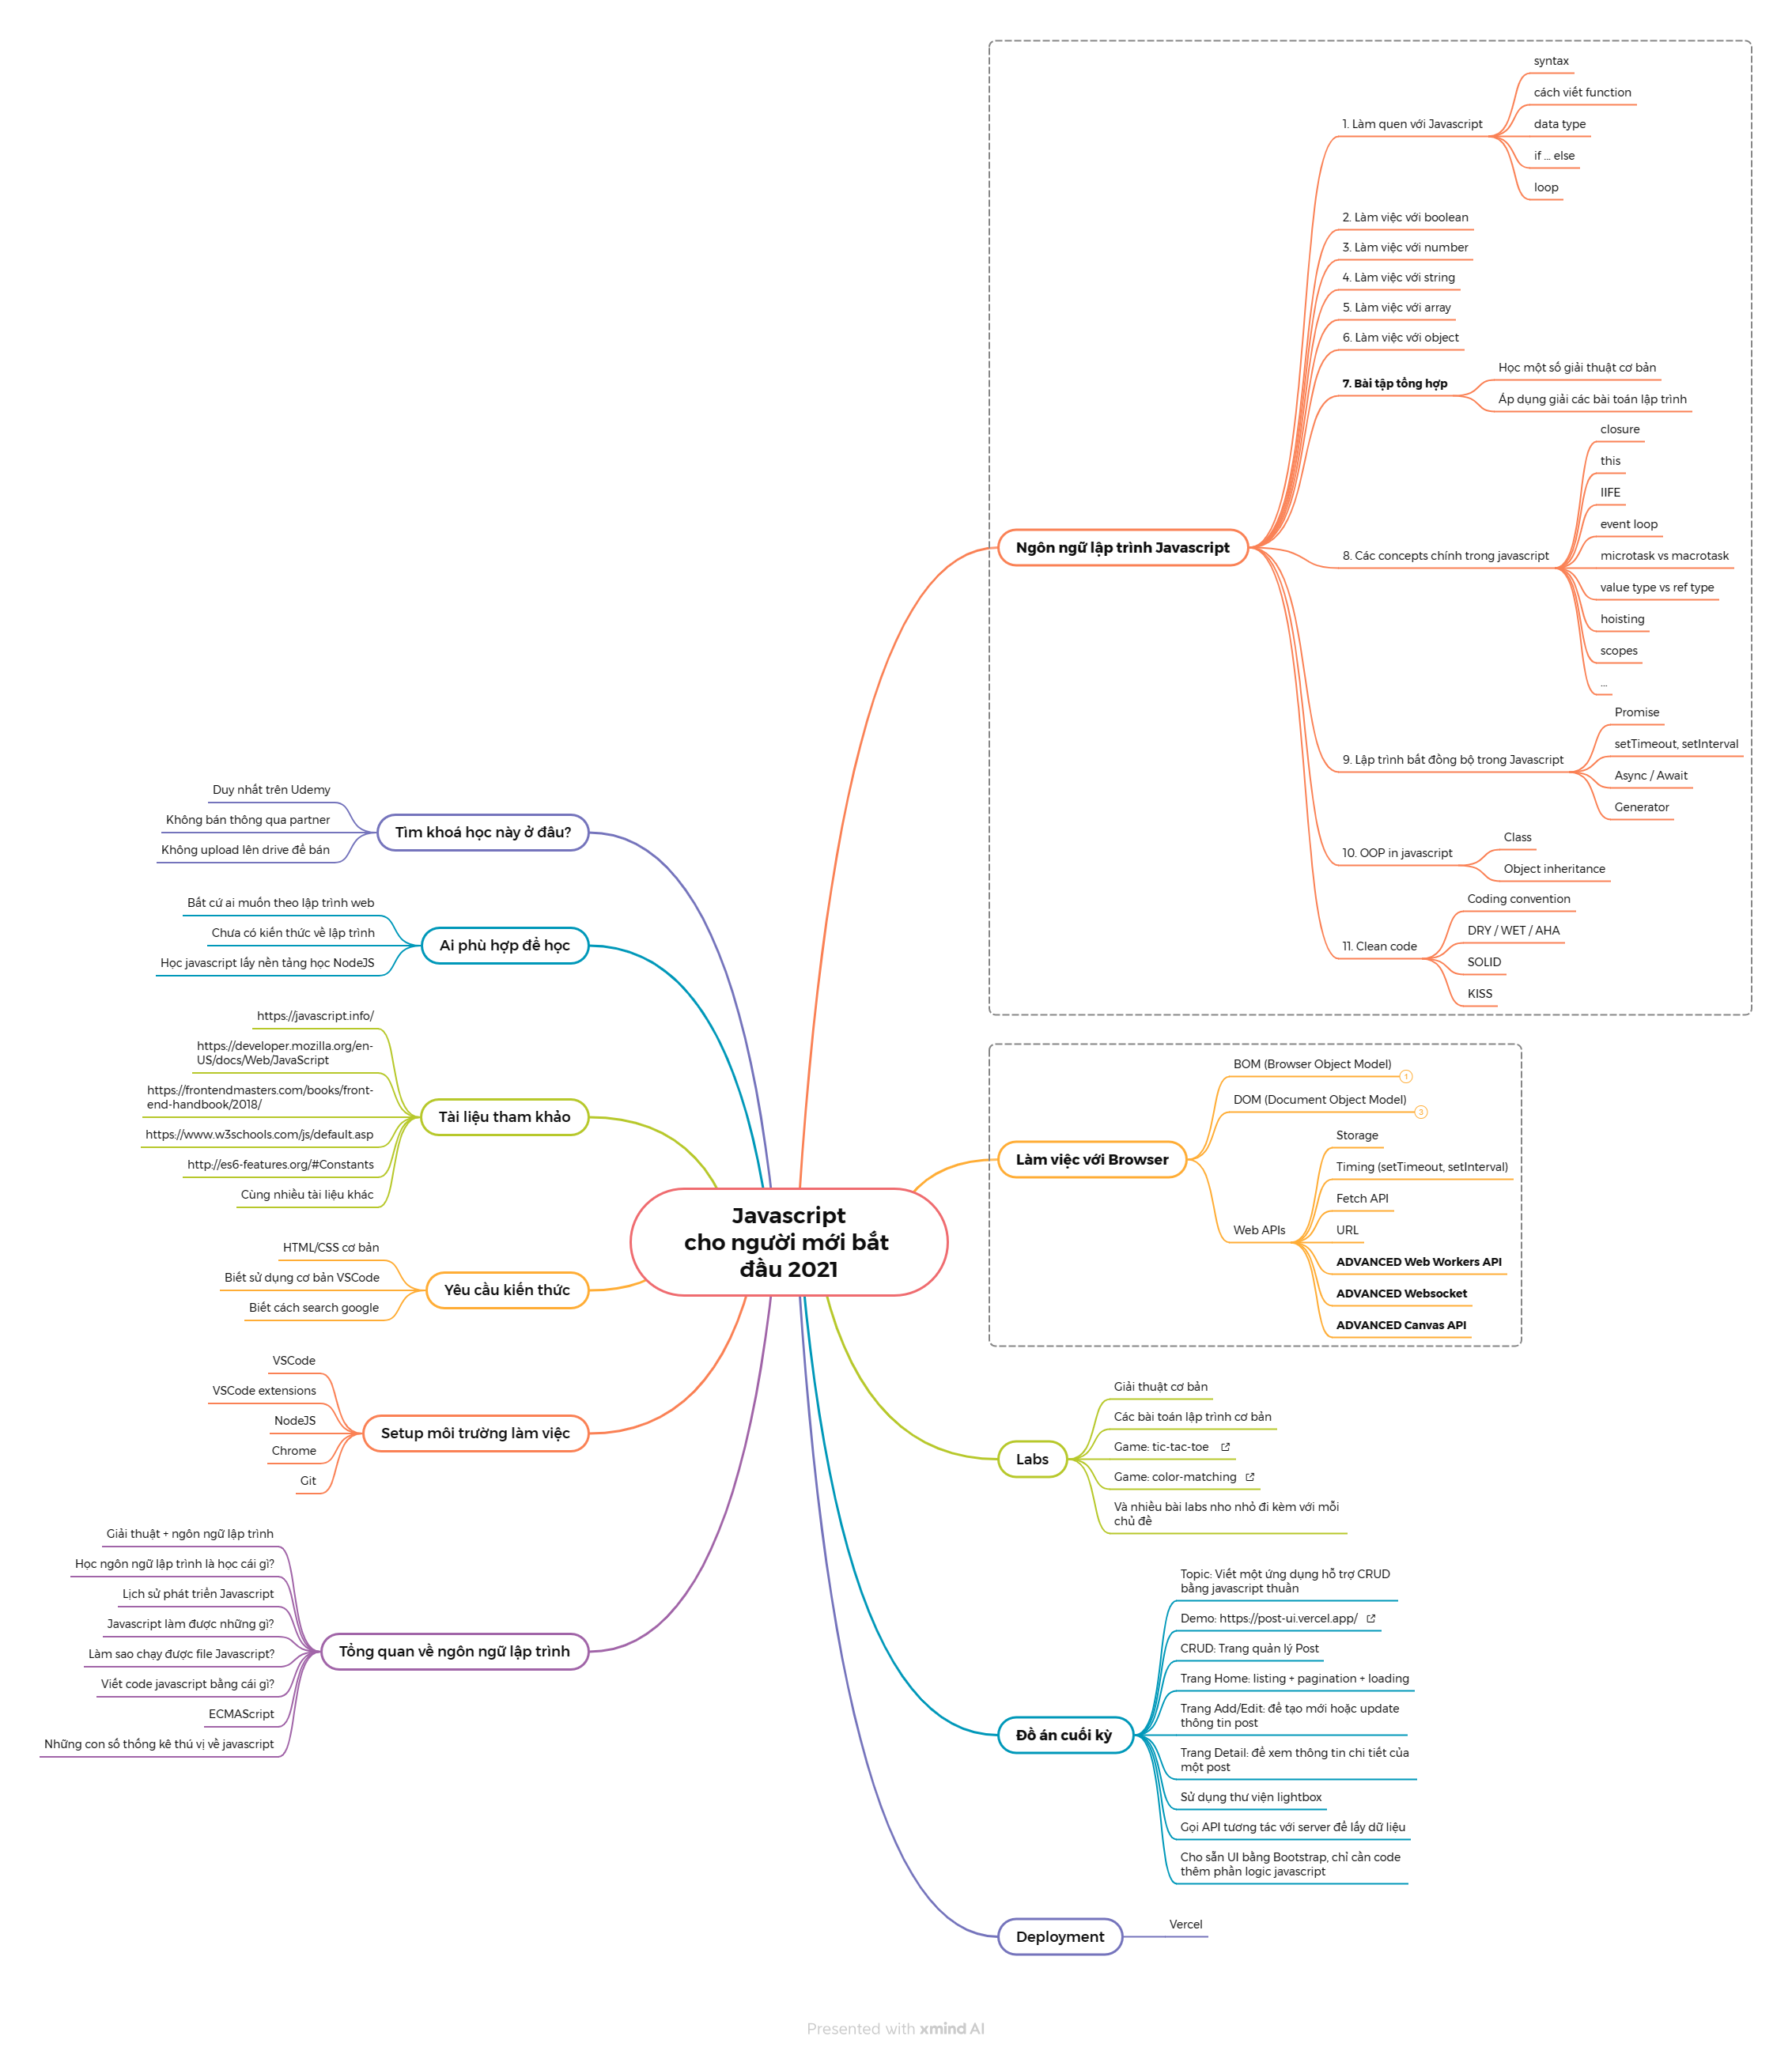 Javascript
cho người mới bắt
đầu 2021
Ngôn ngữ lập trình Javascript
1. Làm quen với Javascript
syntax
cách viết function
data type
if ... else
loop
2. Làm việc với boolean
3. Làm việc với number
4. Làm việc với string
5. Làm việc với array
6. Làm việc với object
7. Bài tập tổng hợp
Học một số giải thuật cơ bản
Áp dụng giải các bài toán lập trình
8. Các concepts chính trong javascript
closure
this
IIFE
event loop
microtask vs macrotask
value type vs ref type
hoisting
scopes
...
9. Lập trình bất đồng bộ trong Javascript
Promise
setTimeout, setInterval
Async / Await
Generator
10. OOP in javascript
Class
Object inheritance
11. Clean code
Coding convention
DRY / WET / AHA
SOLID
KISS
Làm việc với Browser
BOM (Browser Object Model)
1
DOM (Document Object Model)
3
Web APIs
Storage
Timing (setTimeout, setInterval)
Fetch API
URL
ADVANCED Web Workers API
ADVANCED Websocket
ADVANCED Canvas API
Labs
Giải thuật cơ bản
Các bài toán lập trình cơ bản
Game: tic-tac-toe
Game: color-matching
Và nhiều bài labs nho nhỏ đi kèm với mỗi
chủ đề
Đồ án cuối kỳ
Topic: Viết một ứng dụng hỗ trợ CRUD
bằng javascript thuần
Demo: https://post-ui.vercel.app/
CRUD: Trang quản lý Post
Trang Home: listing + pagination + loading
Trang Add/Edit: để tạo mới hoặc update
thông tin post
Trang Detail: để xem thông tin chi tiết của
một post
Sử dụng thư viện lightbox
Gọi API tương tác với server để lấy dữ liệu
Cho sẵn UI bằng Bootstrap, chỉ cần code
thêm phần logic javascript
Deployment
Vercel
Tìm khoá học này ở đâu?
Duy nhất trên Udemy
Không bán thông qua partner
Không upload lên drive để bán
Ai phù hợp để học
Bất cứ ai muốn theo lập trình web
Chưa có kiến thức về lập trình
Học javascript lấy nền tảng học NodeJS
Tài liệu tham khảo
https://javascript.info/
https://developer.mozilla.org/en-
US/docs/Web/JavaScript
https://frontendmasters.com/books/front-
end-handbook/2018/
https://www.w3schools.com/js/default.asp
http://es6-features.org/#Constants
Cùng nhiều tài liệu khác
Yêu cầu kiến thức
HTML/CSS cơ bản
Biết sử dụng cơ bản VSCode
Biết cách search google
Setup môi trường làm việc
VSCode
VSCode extensions
NodeJS
Chrome
Git
Tổng quan về ngôn ngữ lập trình
Giải thuật + ngôn ngữ lập trình
Học ngôn ngữ lập trình là học cái gì?
Lịch sử phát triển Javascript
Javascript làm được những gì?
Làm sao chạy được file Javascript?
Viết code javascript bằng cái gì?
ECMAScript
Những con số thống kê thú vị về javascript
Presented with xmind AI